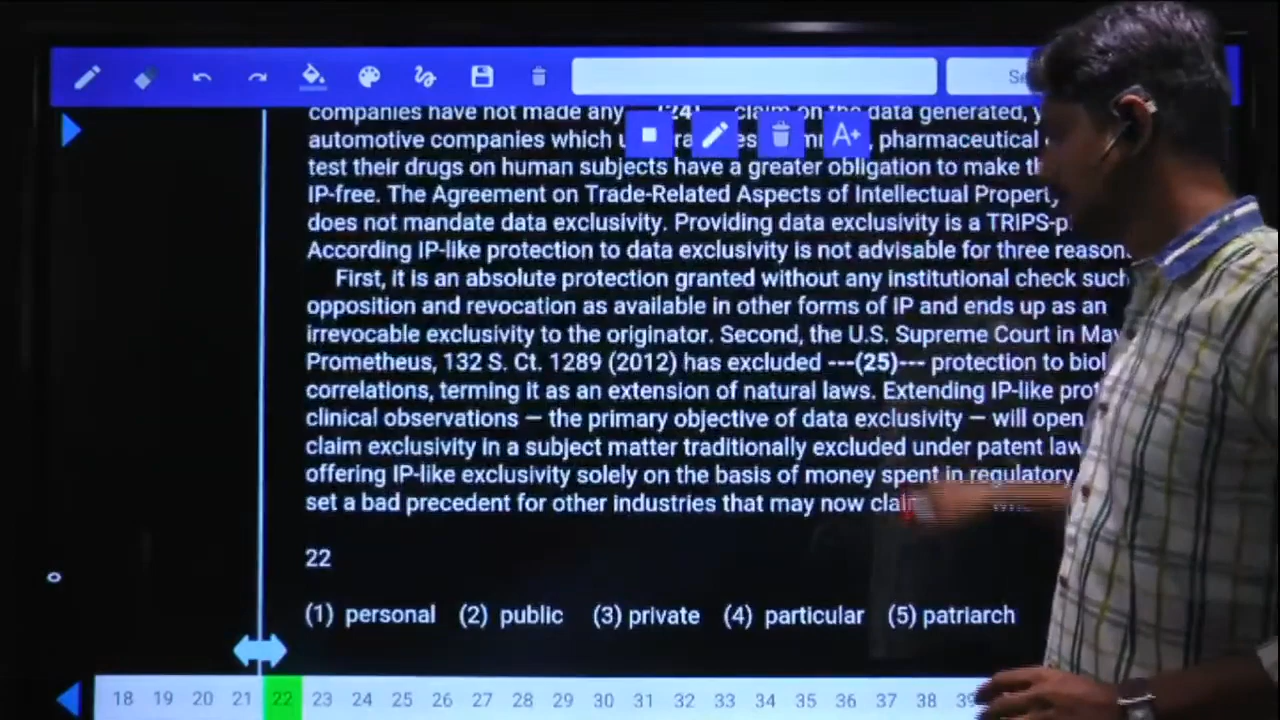 Se
companies have not made any ---(24)--- claim on the data generated, y
automotive companies which u
A+
test their drugs on human subjects have a greater obligation to make th
IP-free. The Agreement on Trade-Related Aspects of Intellectual Property
does not mandate data exclusivity. Providing data exclusivity is a TRIPS-p
According IP-like protection to data exclusivity is not advisable for three reason
First, it is an absolute protection granted without any institutional check such
opposition and revocation as available in other forms of IP and ends up as an
irrevocable exclusivity to the originator. Second, the U.S. Supreme Court in May
Prometheus, 132 S. Ct. 1289 (2012) has excluded ---(25)--- protection to biol
correlations, terming it as an extension of natural laws. Extending IP-like prot
clinical observations — the primary objective of data exclusivity — will open
claim exclusivity in a subject matter traditionally excluded under patent law
offering IP-like exclusivity solely on the basis of money spent in regulatory
set a bad precedent for other industries that may now clai
22
(1) personal (2) public (3) private (4) particular (5) patriarch
18 19 20 21 22 23 24 25 26 27 28 29 30 31 32 33 34 35 36 37 38 39